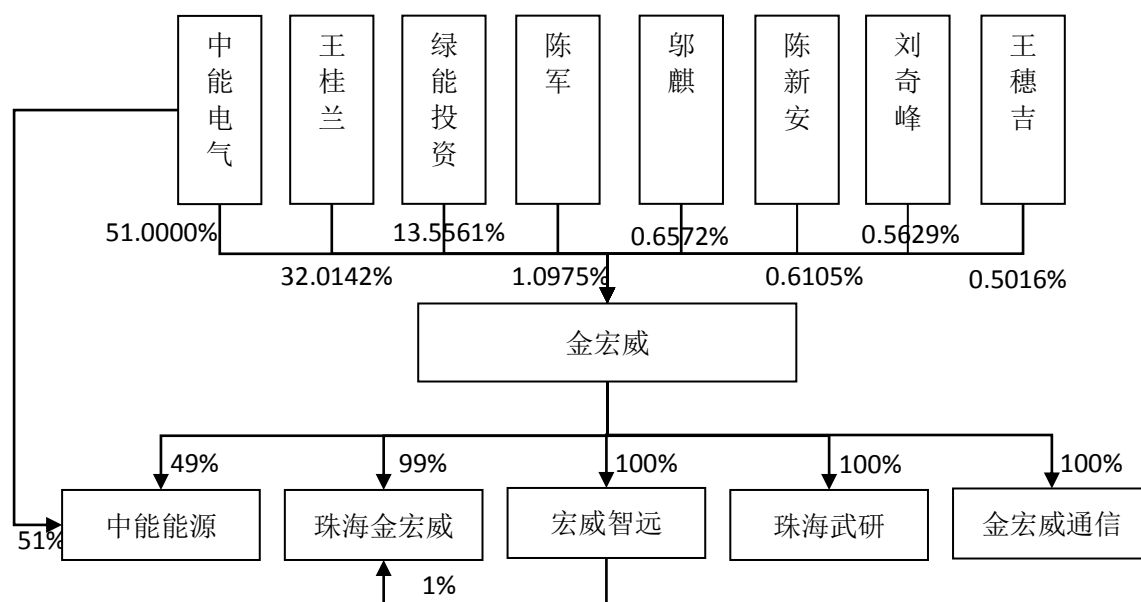 中能电气
王桂兰
绿能投资
陈军
邬麒
陈新安
刘奇峰
王穗吉
51.0000%
13.5561%
0.6572%
0.5629%
32.0142%
1.0975%
0.6105%
0.5016%
金宏威
49%
99%
100%
100%
100%
中能能源
珠海金宏威
宏威智远
珠海武研
金宏威通信
51%
1%